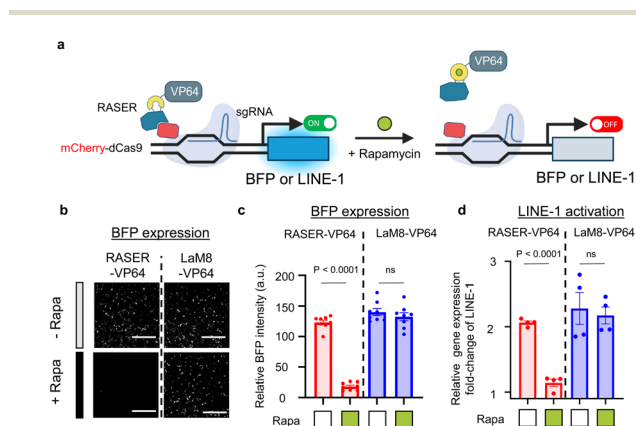 a
VP64
VP64
RASER
sgRNA
ON
OFF
mCherry-dCas9
+ Rapamycin
BFP or LINE-1
BFP or LINE-1
b
BFP expression
RASER
-VP64
LaM8
-VP64
- Rapa
+ Rapa
c
BFP expression
RASER-VP64
LaM8-VP64
P < 0.0001
ns
Relative BFP intensity (a.u.)
200
150
100
50
0
Rapa
d
LINE-1 activation
RASER-VP64
LaM8-VP64
P < 0.0001
ns
Relative gene expression
fold-change of LINE-1
3
2
1
Rapa